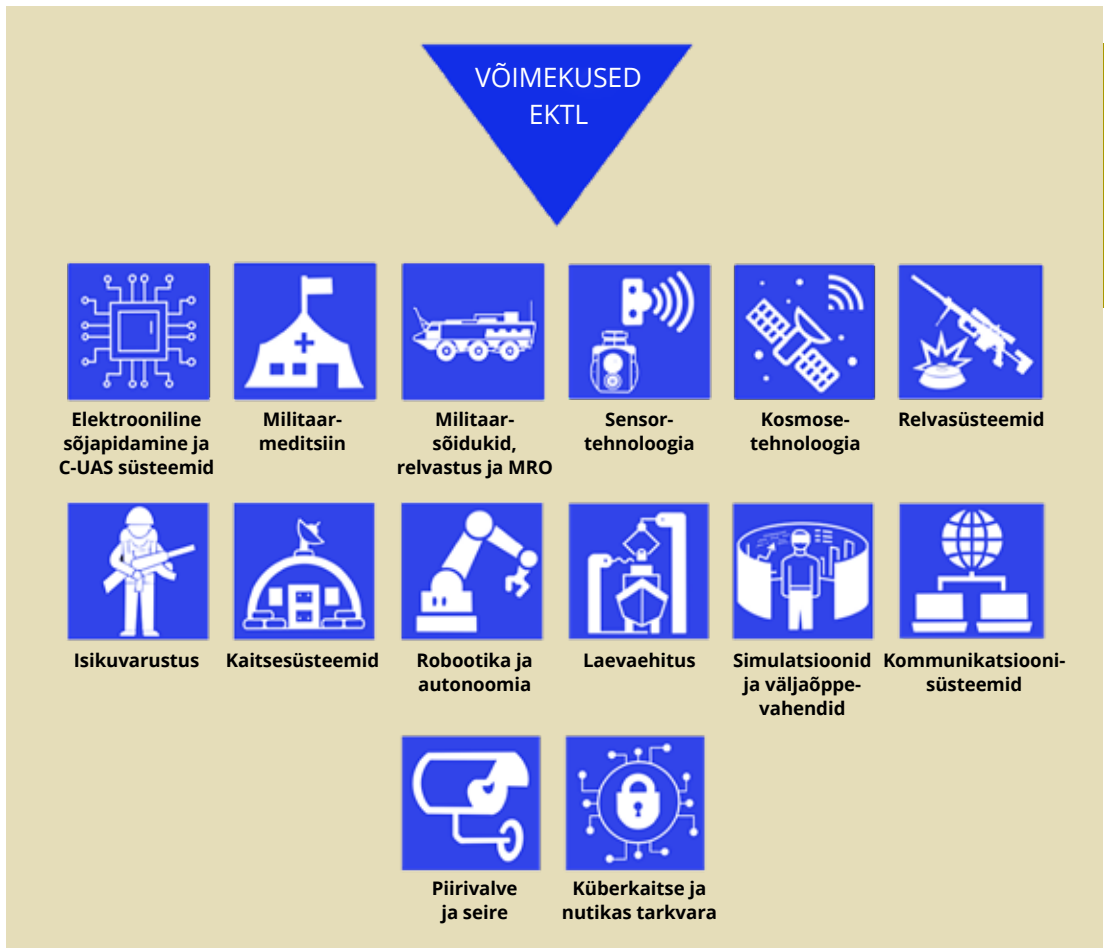 VÕIMEKUSED
EKTL
Elektrooniline
sõjapidamine ja
C-UAS süsteemid
Militaar-
meditsiin
Militaar-
sõidukid,
relvastus ja MRO
Sensor-
tehnoloogia
Kosmose-
tehnoloogia
Relvasüsteemid
Isikuvarustus
Kaitsesüsteemid
Robootika ja
autonoomia
Laevaehitus
Simulatsioonid
ja väljaõppe-
vahendid
Kommunikatsiooni-
süsteemid
Piirivalve
ja seire
Küberkaitse ja
nutikas tarkvara